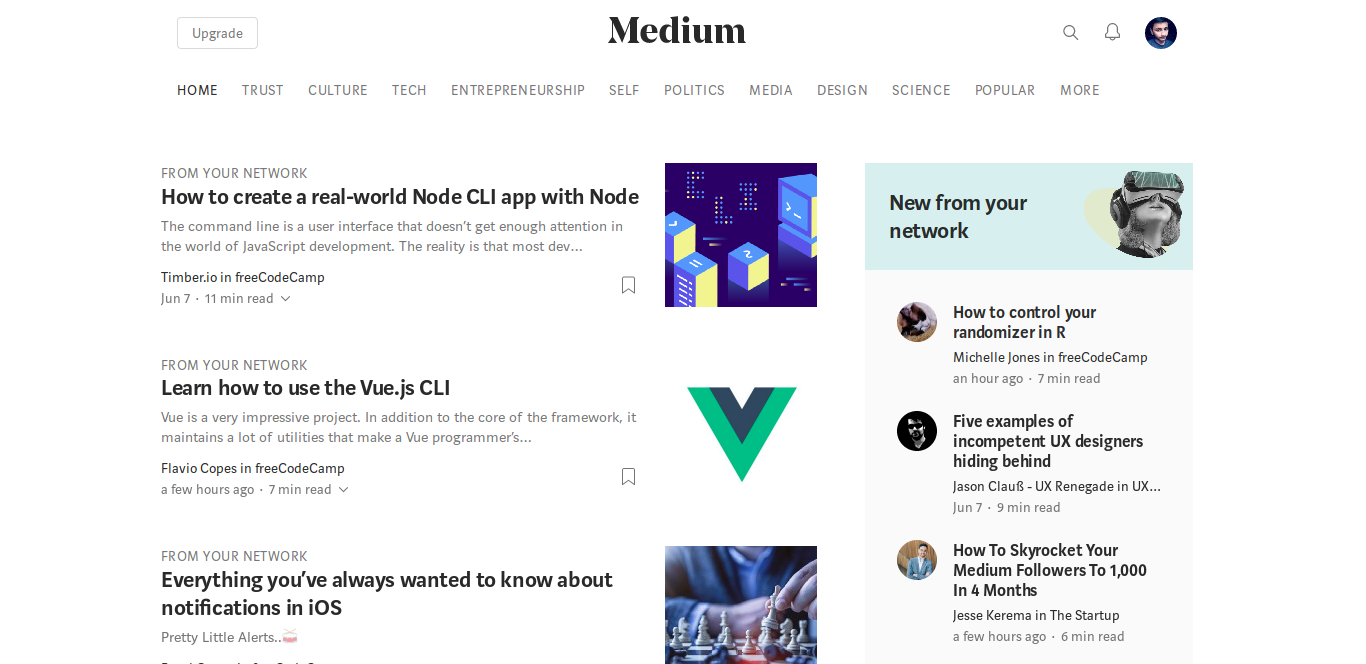 Upgrade
Medium
HOME TRUST CULTURE TECH ENTREPRENEURSHIP SELF POLITICS MEDIA DESIGN SCIENCE POPULAR MORE
FROM YOUR NETWORK
How to create a real-world Node CLI app with Node
The command line is a user interface that doesn’t get enough attention in
the world of JavaScript development. The reality is that most dev…
Timber.io in freeCodeCamp
Jun 7 · 11 min read
FROM YOUR NETWORK
Learn how to use the Vue.js CLI
Vue is a very impressive project. In addition to the core of the framework, it
maintains a lot of utilities that make a Vue programmer’s…
Flavio Copes in freeCodeCamp
a few hours ago · 7 min read
FROM YOUR NETWORK
Everything you’ve always wanted to know about
notifications in iOS
Pretty Little Alerts..
New from your
network
How to control your
randomizer in R
Michelle Jones in freeCodeCamp
an hour ago · 7 min read
Five examples of
incompetent UX designers
hiding behind
Jason Clauß - UX Renegade in UX…
Jun 7 · 9 min read
How To Skyrocket Your
Medium Followers To 1,000
In 4 Months
Jesse Kerema in The Startup
a few hours ago · 6 min read